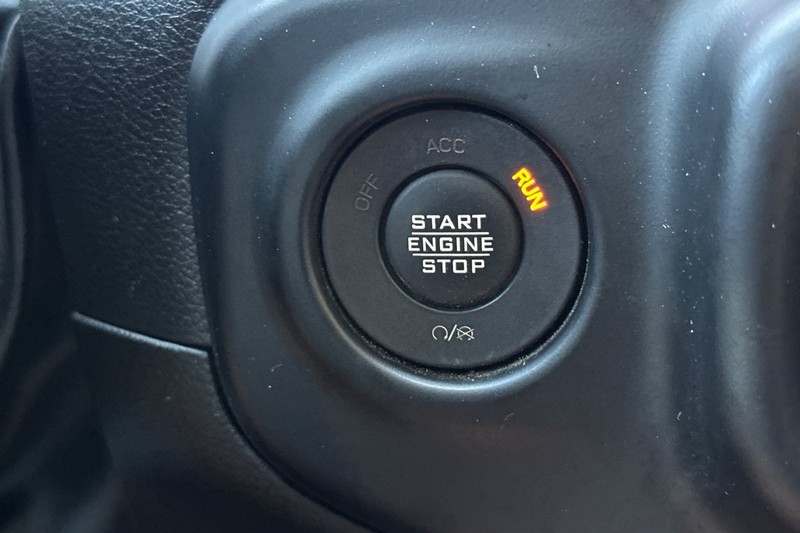 OFF
ACC
RUN
START
ENGINE
STOP